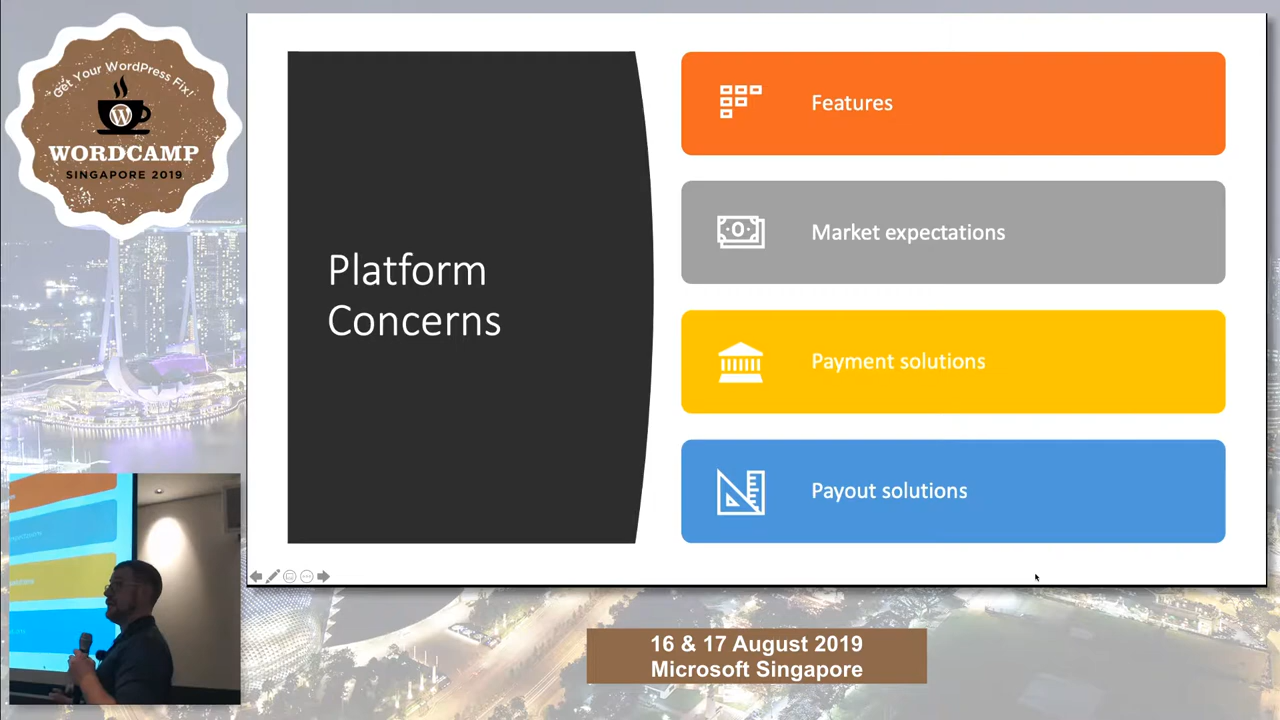 Get Your WordPress Fix!
WORDCAMP
SINGAPORE 2019
Platform
Concerns
Features
Market expectations
Payment solutions
Payout solutions
16 & 17 August 2019
Microsoft Singapore